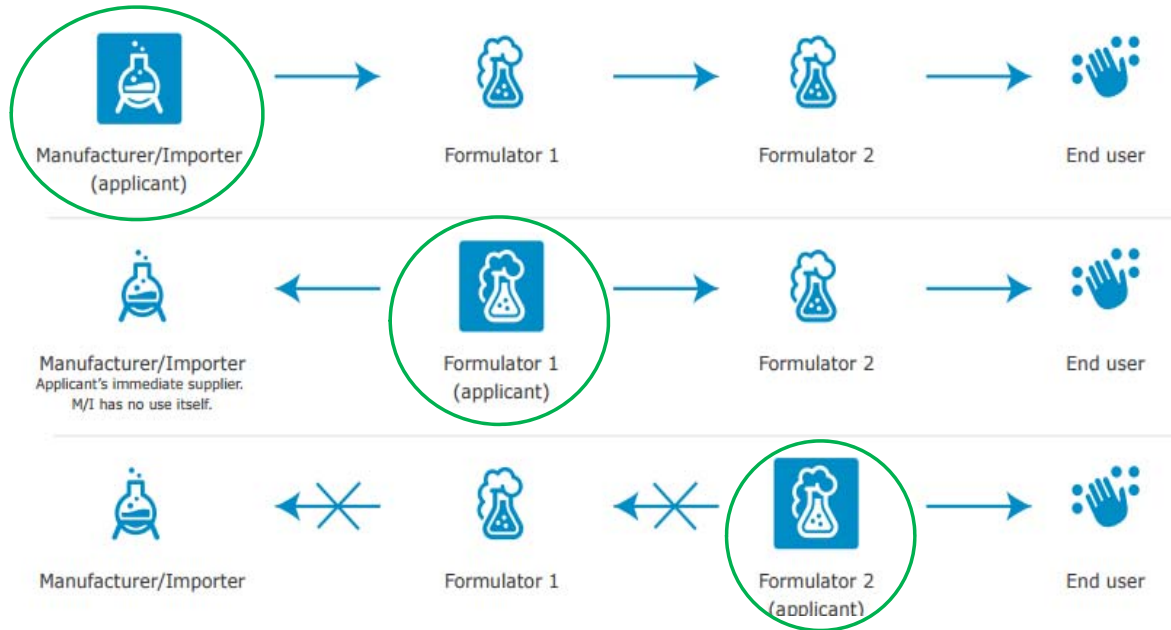 Manufacturer/Importer
(applicant)
Formulator 1
Formulator 2
End user
Manufacturer/Importer
Applicant's immediate supplier.
M/I has no use itself.
Formulator 1
(applicant)
Formulator 2
End user
Manufacturer/Importer
Formulator 1
Formulator 2
(applicant)
End user